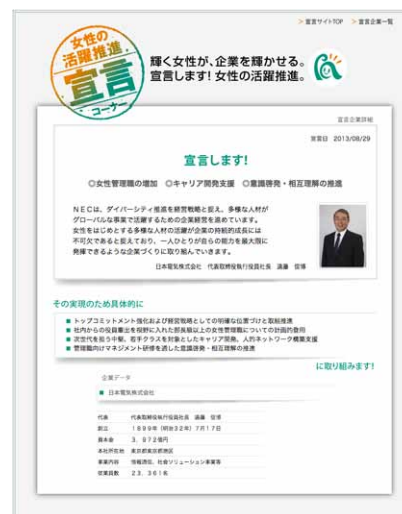 > 宣言サイトTOP > 宣言企業一覧
女性の
活躍推進
宣言
コーナー
輝く女性が、企業を輝かせる。
宣言します! 女性の活躍推進。
宣言企業詳細
宣言日 2013/08/29
宣言します!
◎女性管理職の増加 ◎キャリア開発支援 ◎意識啓発・相互理解の推進
NECは、ダイバーシティ推進を経営戦略と捉え、多様な人材が
グローバルな事業で活躍するための企業経営を進めています。
女性をはじめとする多様な人材の活躍が企業の持続的成長には
不可欠であると捉えており、一人ひとりが自らの能力を最大限に
発揮できるような企業づくりに取り組んでいきます。
日本電気株式会社 代表取締役執行役員社長 遠藤 信博
その実現のため具体的に
■ トップコミットメント強化および経営戦略としての明確な位置づけと取組推進
■ 社内からの役員輩出を視野に入れた部長級以上の女性管理職についての計画的登用
■ 次世代を担う中堅、若手クラスを対象としたキャリア開発、人的ネットワーク構築支援
■ 管理職向けマネジメント研修を通した意識啓発・相互理解の推進
に取り組みます!
企業データ
■ 日本電気株式会社
代表 代表取締役執行役員社長 遠藤 信博
創立 1899年(明治32年)7月17日
資本金 3,972億円
本社所在地 東京都東京都港区
事業内容 情報通信、社会ソリューション事業等
従業員数 23,361名